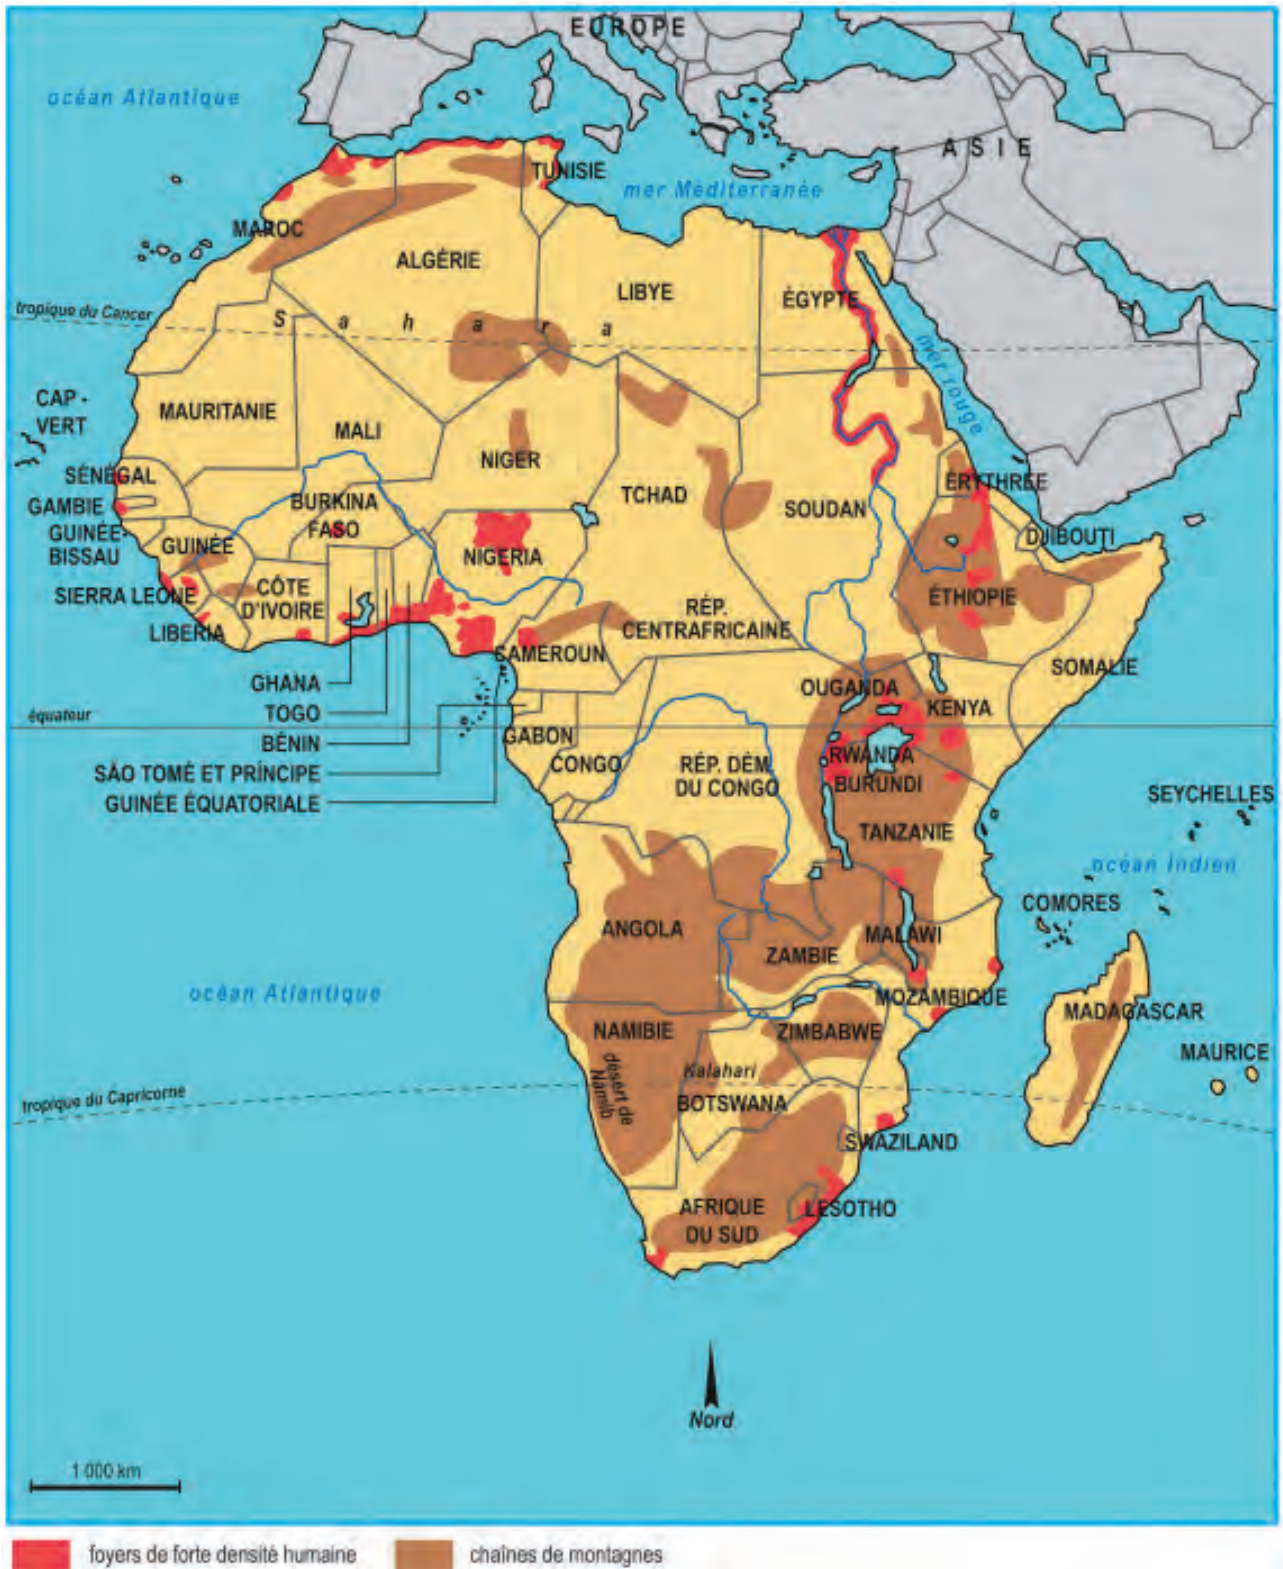 EUROPE
océan Atlantique
ASIE
TUNISIE
mer Méditerranée
MAROC
ALGÉRIE
LIBYE
ÉGYPTE
tropique du Cancer
Sahara
mer rouge
CAP-
VERT
MAURITANIE
MALI
NIGER
TCHAD
SOUDAN
ÉRYTHRÉE
SÉNÉGAL
GAMBIE
GUINÉE-
BISSAU
BURKINA
FASO
GUINÉE
NIGERIA
DJIBOUTI
SIERRA LEONE
CÔTE
D'IVOIRE
ÉTHIOPIE
LIBERIA
RÉP.
CENTRAFRICAINE
CAMEROUN
SOMALIE
GHANA
OUGANDA
KENYA
TOGO
équateur
BÉNIN
GABON
CONGO
RÉP. DÉM.
DU CONGO
RWANDA
BURUNDI
SÃO TOMÉ ET PRÍNCIPE
GUINÉE ÉQUATORIALE
SEYCHELLES
TANZANIE
océan Indien
COMORES
ANGOLA
MALAWI
ZAMBIE
océan Atlantique
MOZAMBIQUE
MADAGASCAR
NAMIBIE
ZIMBABWE
MAURICE
désert de
Namib
Kalahari
tropique du Capricorne
BOTSWANA
SWAZILAND
AFRIQUE
DU SUD
LESOTHO
Nord
1 000 km
foyers de forte densité humaine
chaînes de montagnes